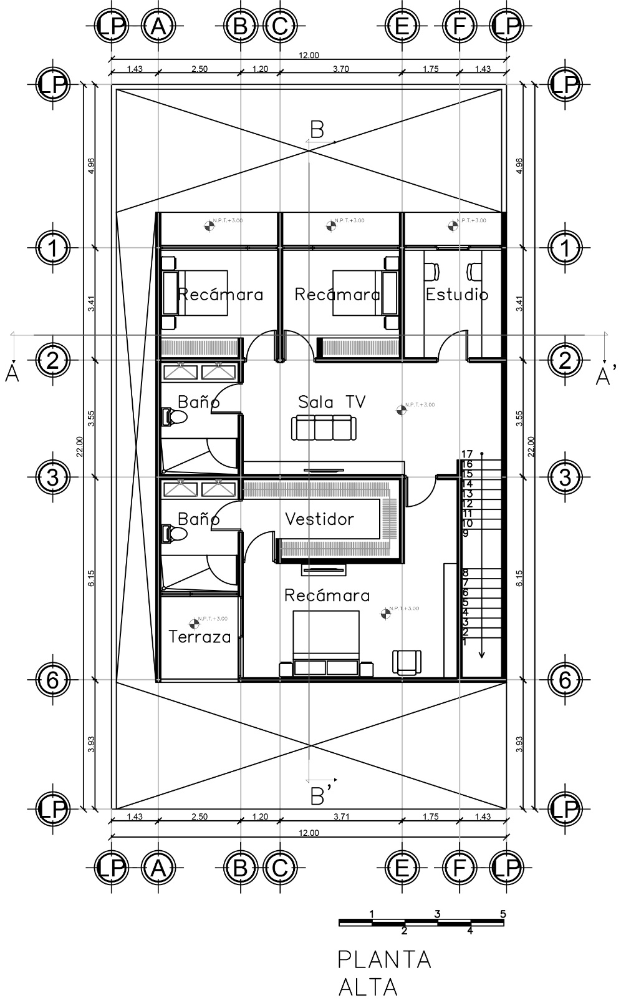 LP A B C E F LP
12.00
1.43 2.50 1.20 3.70 1.75 1.43
LP LP
B
4.96 4.96
N.P.T.+3.00 N.P.T.+3.00 N.P.T.+3.00
1 1
Recámara Recámara Estudio
3.41 3.41
2 2
A A'
Baño Sala TV
N.P.T.+3.00
3.55 3.55
22.00 22.00
17
16
3 15 3
14
13
12
Baño Vestidor 11
10
9
6.15 8 6.15
7
Recámara 6
5
N.P.T.+3.00 4
N.P.T.+3.00 3
Terraza 2
1
6 6
3.93 3.93
B'
LP LP
1.43 2.50 1.20 3.71 1.75 1.43
12.00
LP A B C E F LP
1 3 5
2 4
PLANTA
ALTA